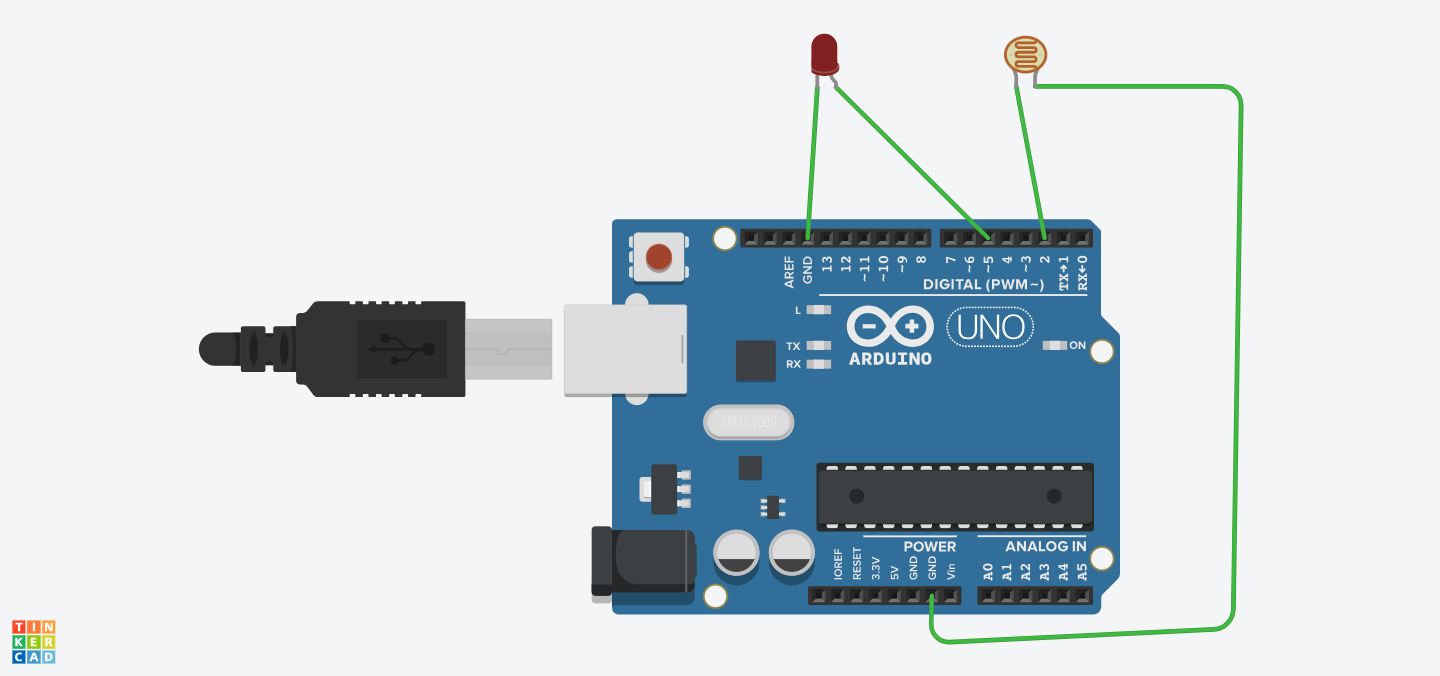 AREF
GND
13
12
~11
~10
~9
8
7
~6
~5
4
~3
2
TX→1
RX←0
DIGITAL (PWM~)
L
TX
RX
ARDUINO
UNO
ON
SPK16.000G
POWER
ANALOG IN
IOREF
RESET
3.3V
5V
GND
GND
Vin
A0
A1
A2
A3
A4
A5
TIN
KER
CAD